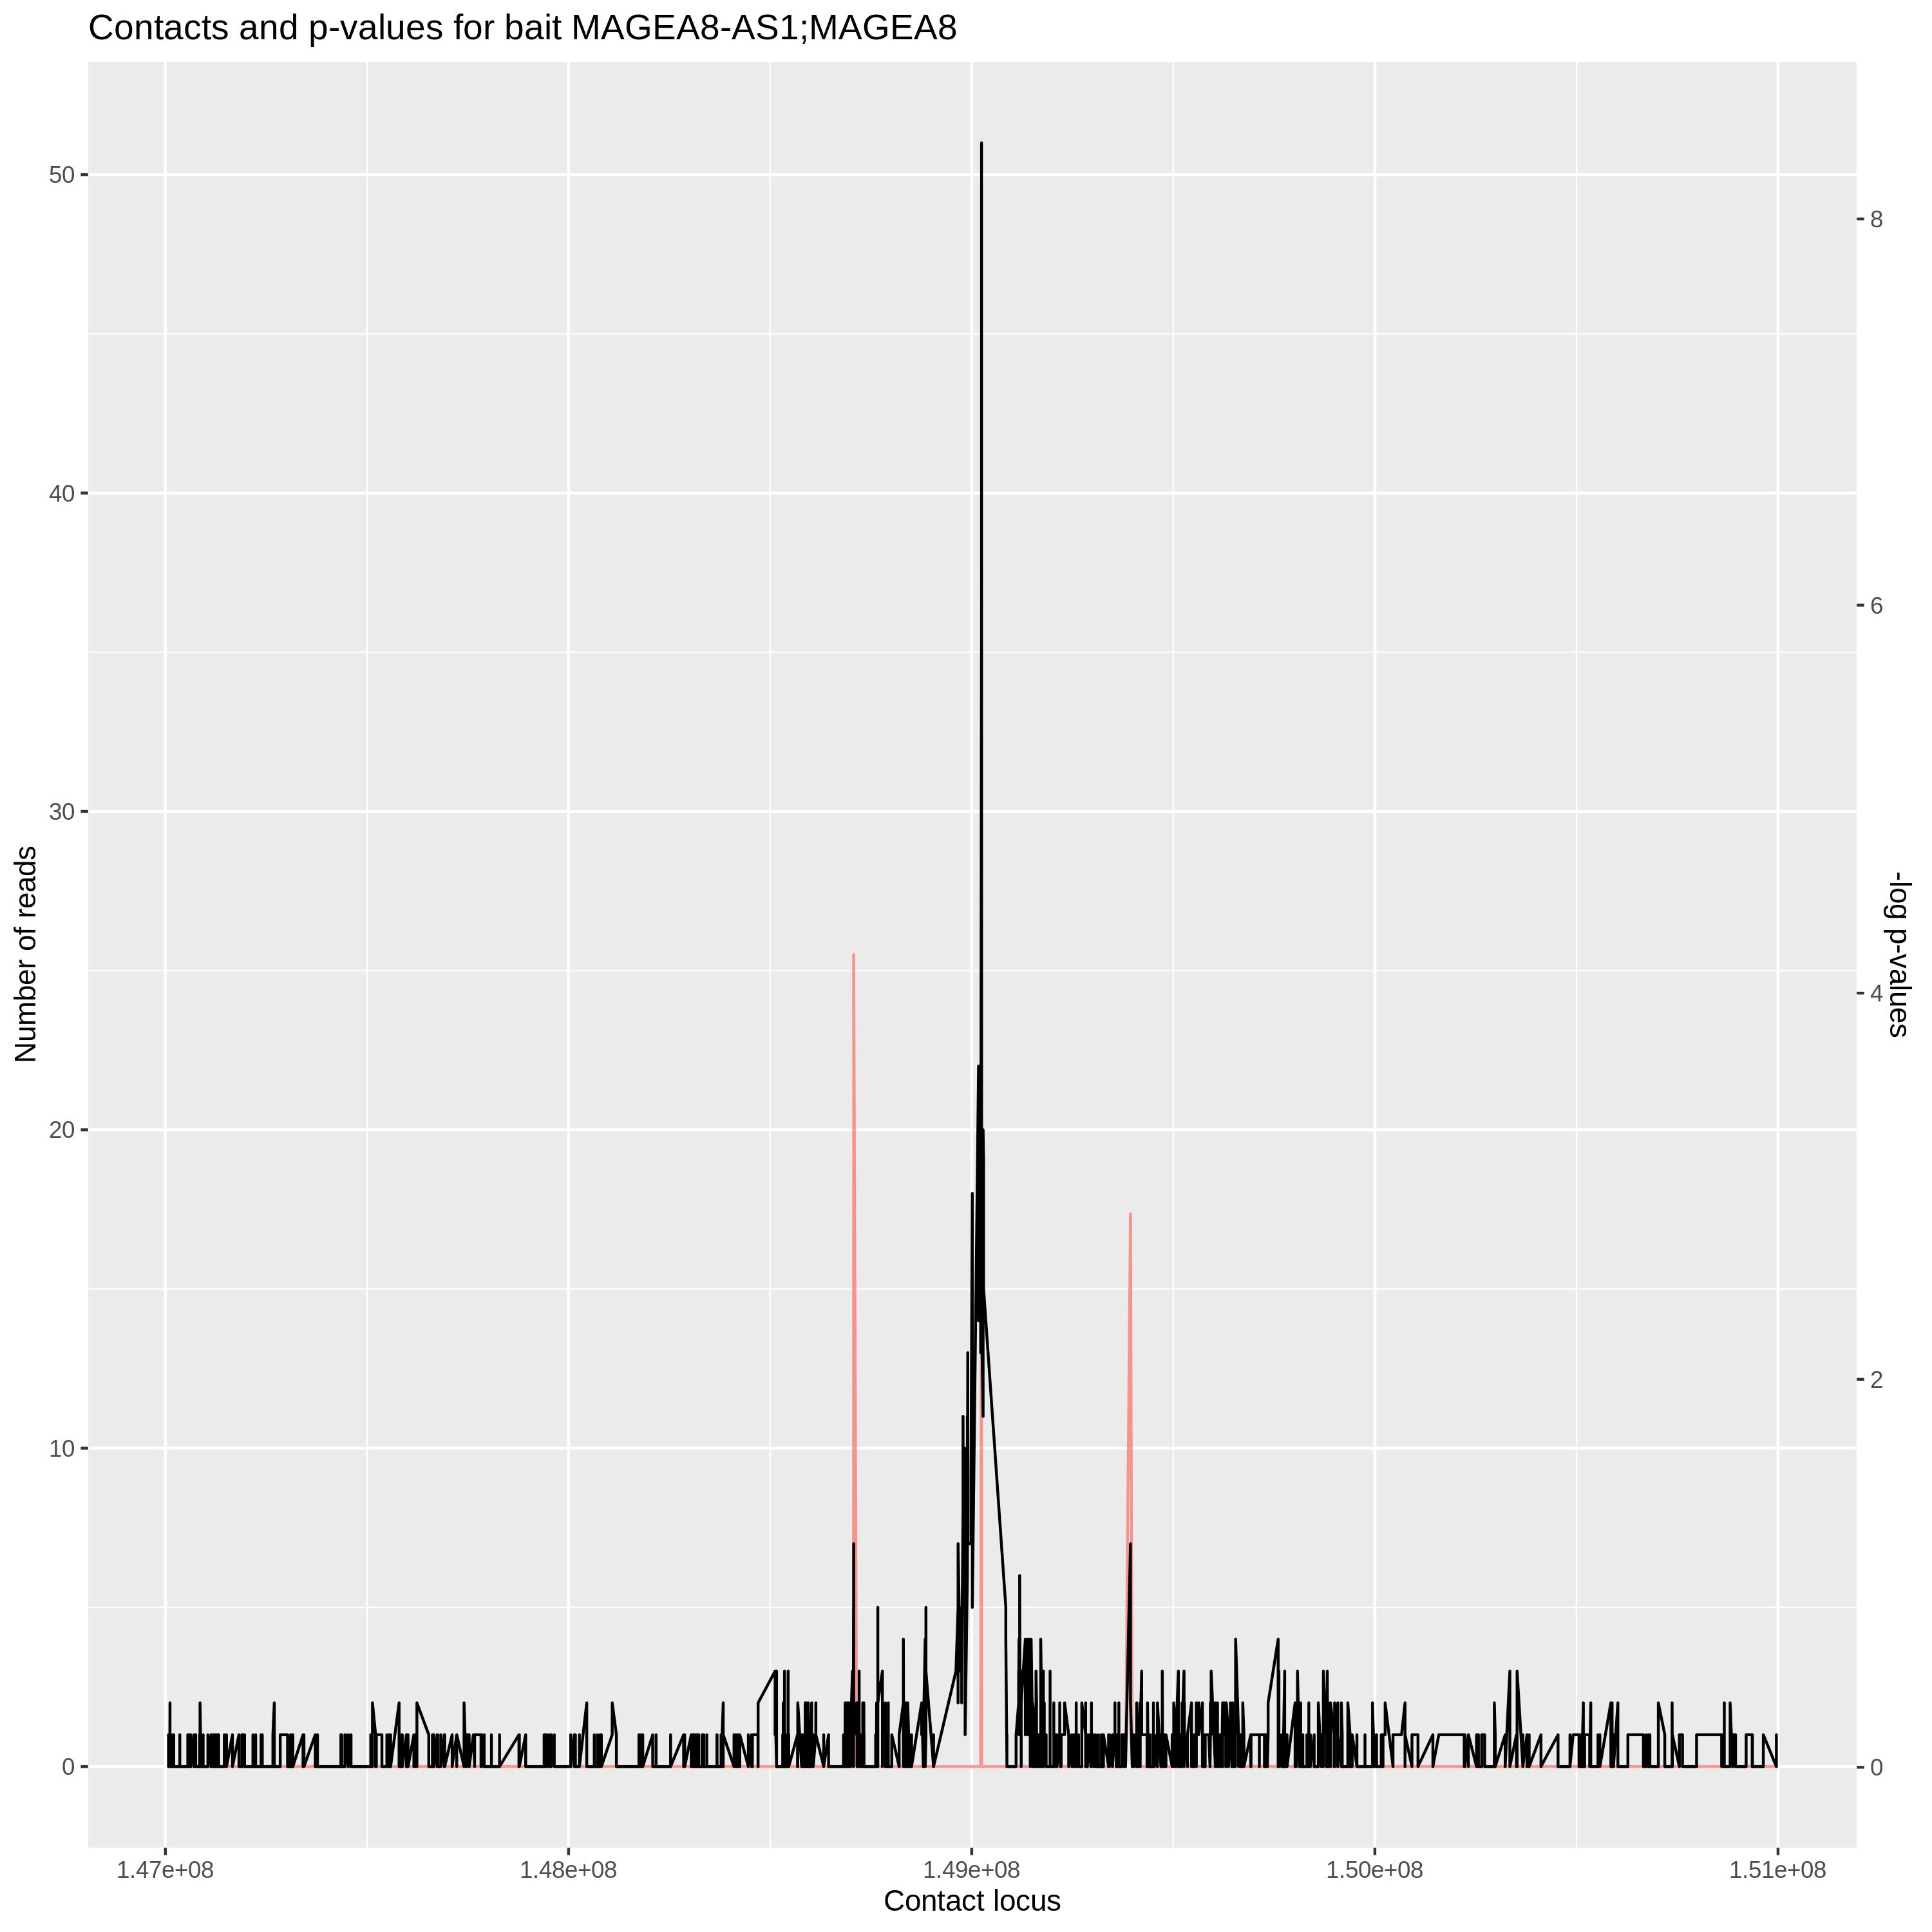 Contacts and p-values for bait MAGEA8-AS1;MAGEA8
50
40
30
20
10
0
Number of reads
8
6
4
2
0
-log p-values
1.47e+08 1.48e+08 1.49e+08 1.50e+08 1.51e+08
Contact locus